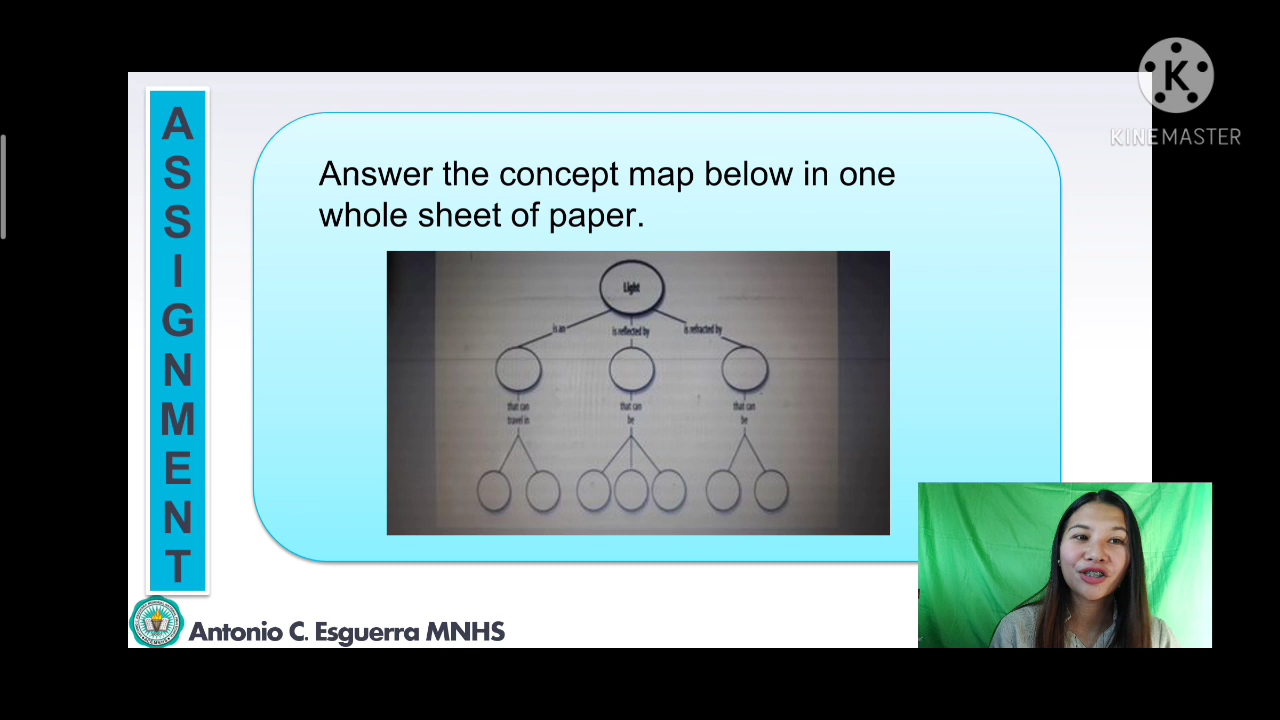 KINEMASTER
ASSIGNMENT
Answer the concept map below in one
whole sheet of paper.
Light
is an
is reflected by
is refracted by
that can
travel in
that can
be
that can
be
Antonio C. Esguerra MNHS